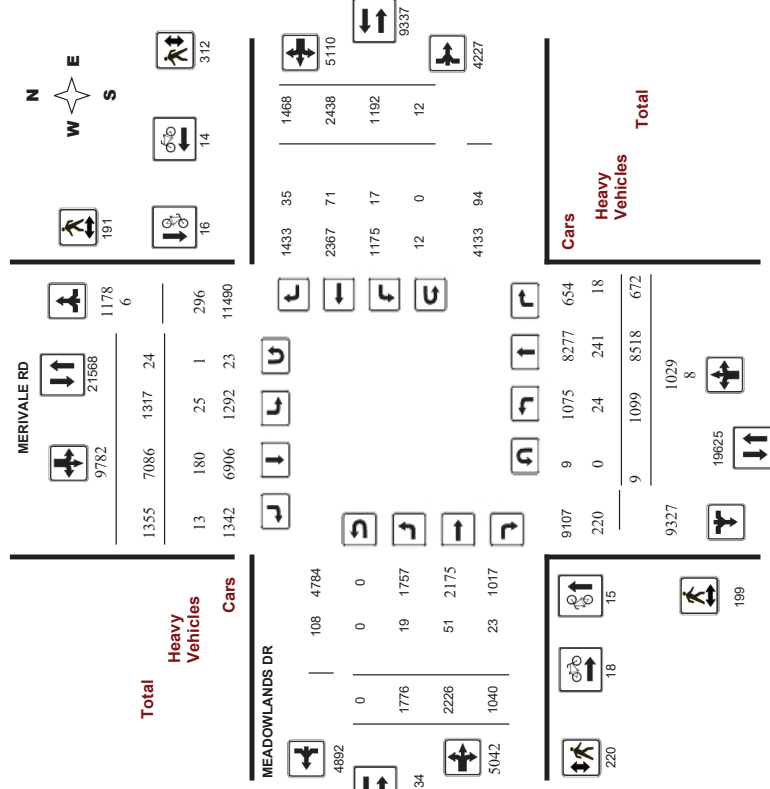 N
W E
S
191
312
16
14
MERIVALE RD
9782
21568
1178
6
1355 7086 1317 24
13 180 25 1 296
1342 6906 1292 23 11490
Total
Heavy
Vehicles
Cars
MEADOWLANDS DR
4892
108 4784
0 0 0
1776 19 1757
2226 51 2175
1040 23 1017
34
5042
1433 35 1468
2367 71 2438
1175 17 1192
12 0 12
4133 94
5110
9337
4227
Cars
Heavy
Vehicles
Total
9107 9 1075 8277 654
220 0 24 241 18
9 1099 8518 672
9327
1029
8
19625
15
18
199
220